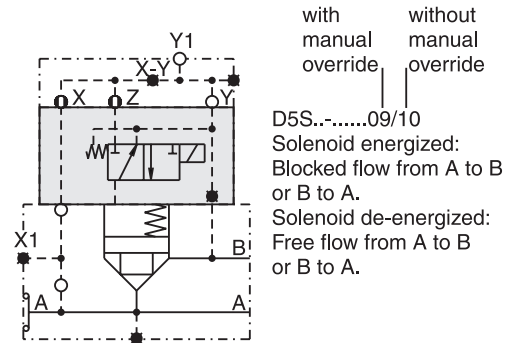 Y1
X-Y
X
Z
Y
X1
B
A
A
with without
manual manual
override override
D5S..-......09/10
Solenoid energized:
Blocked flow from A to B
or B to A.
Solenoid de-energized:
Free flow from A to B
or B to A.